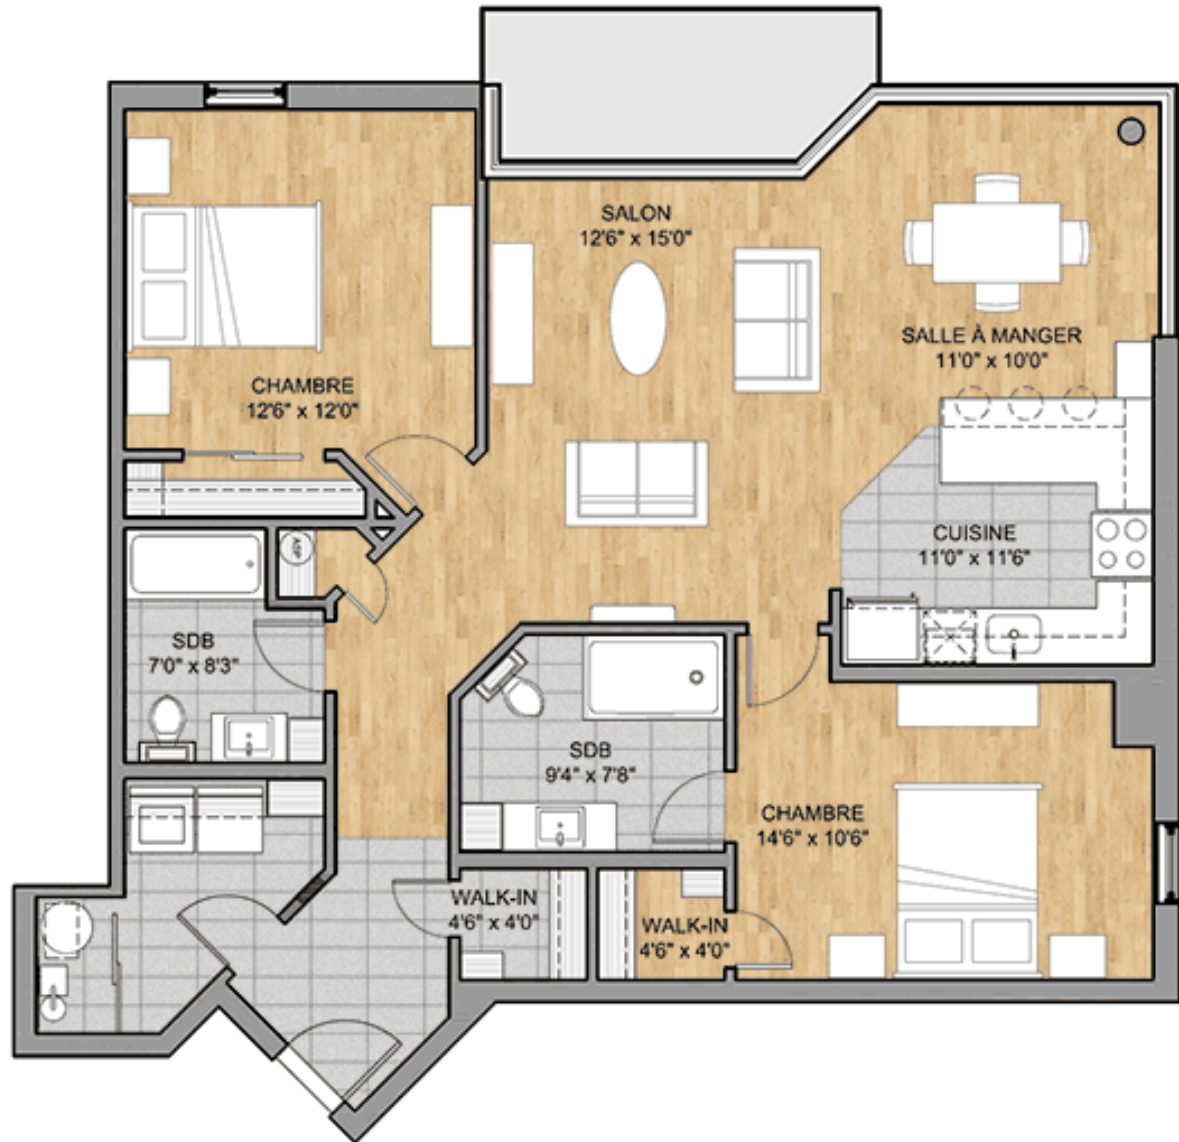 SALON
12'6" x 15'0"
SALLE À MANGER
11'0" x 10'0"
CHAMBRE
12'6" x 12'0"
CUISINE
11'0" x 11'6"
ASP
SDB
7'0" x 8'3"
SDB
9'4" x 7'8"
CHAMBRE
14'6" x 10'6"
WALK-IN
4'6" x 4'0"
WALK-IN
4'6" x 4'0"